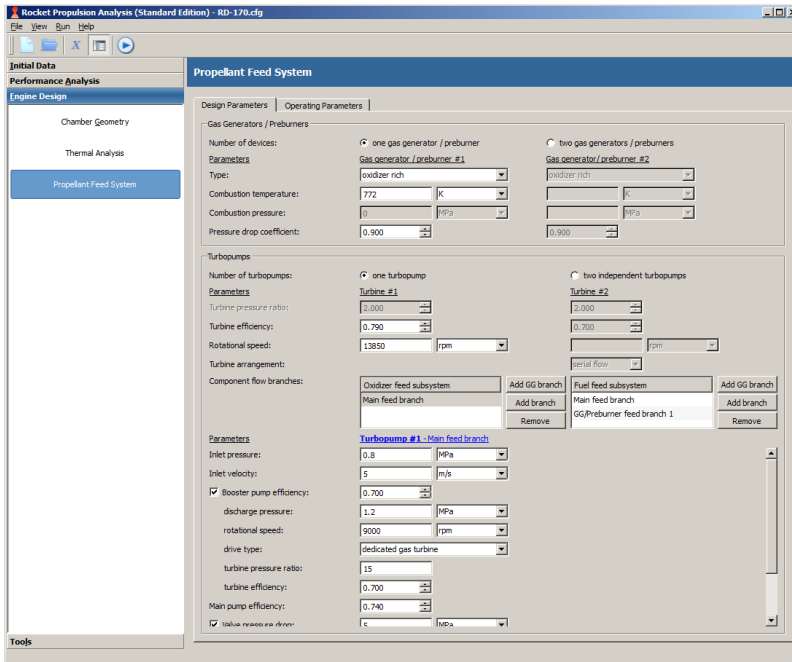 Rocket Propulsion Analysis (Standard Edition) - RD-170.cfg
File View Run Help
X
Initial Data
Performance Analysis
Engine Design
Chamber Geometry
Thermal Analysis
Propellant Feed System
Tools
Propellant Feed System
Design Parameters Operating Parameters
Gas Generators / Preburners
Number of devices: one gas generator / preburner two gas generators / preburners
Parameters Gas generator / preburner #1 Gas generator/ preburner #2
Type: oxidizer rich oxidizer rich
Combustion temperature: 772 K K
Combustion pressure: 0 MPa MPa
Pressure drop coefficient: 0.900 0.900
Turbopumps
Number of turbopumps: one turbopump two independent turbopumps
Parameters Turbine #1 Turbine #2
Turbine pressure ratio: 2.000 2.000
Turbine efficiency: 0.790 0.700
Rotational speed: 13850 rpm rpm
Turbine arrangement: serial flow
Component flow branches: Oxidizer feed subsystem Add GG branch Fuel feed subsystem Add GG branch
Main feed branch Add branch Main feed branch Add branch
GG/Preburner feed branch 1
Remove Remove
Parameters Turbopump #1 - Main feed branch
Inlet pressure: 0.8 MPa
Inlet velocity: 5 m/s
Booster pump efficiency: 0.700
discharge pressure: 1.2 MPa
rotational speed: 9000 rpm
drive type: dedicated gas turbine
turbine pressure ratio: 15
turbine efficiency: 0.700
Main pump efficiency: 0.740
Valve pressure drop: 5 MPa